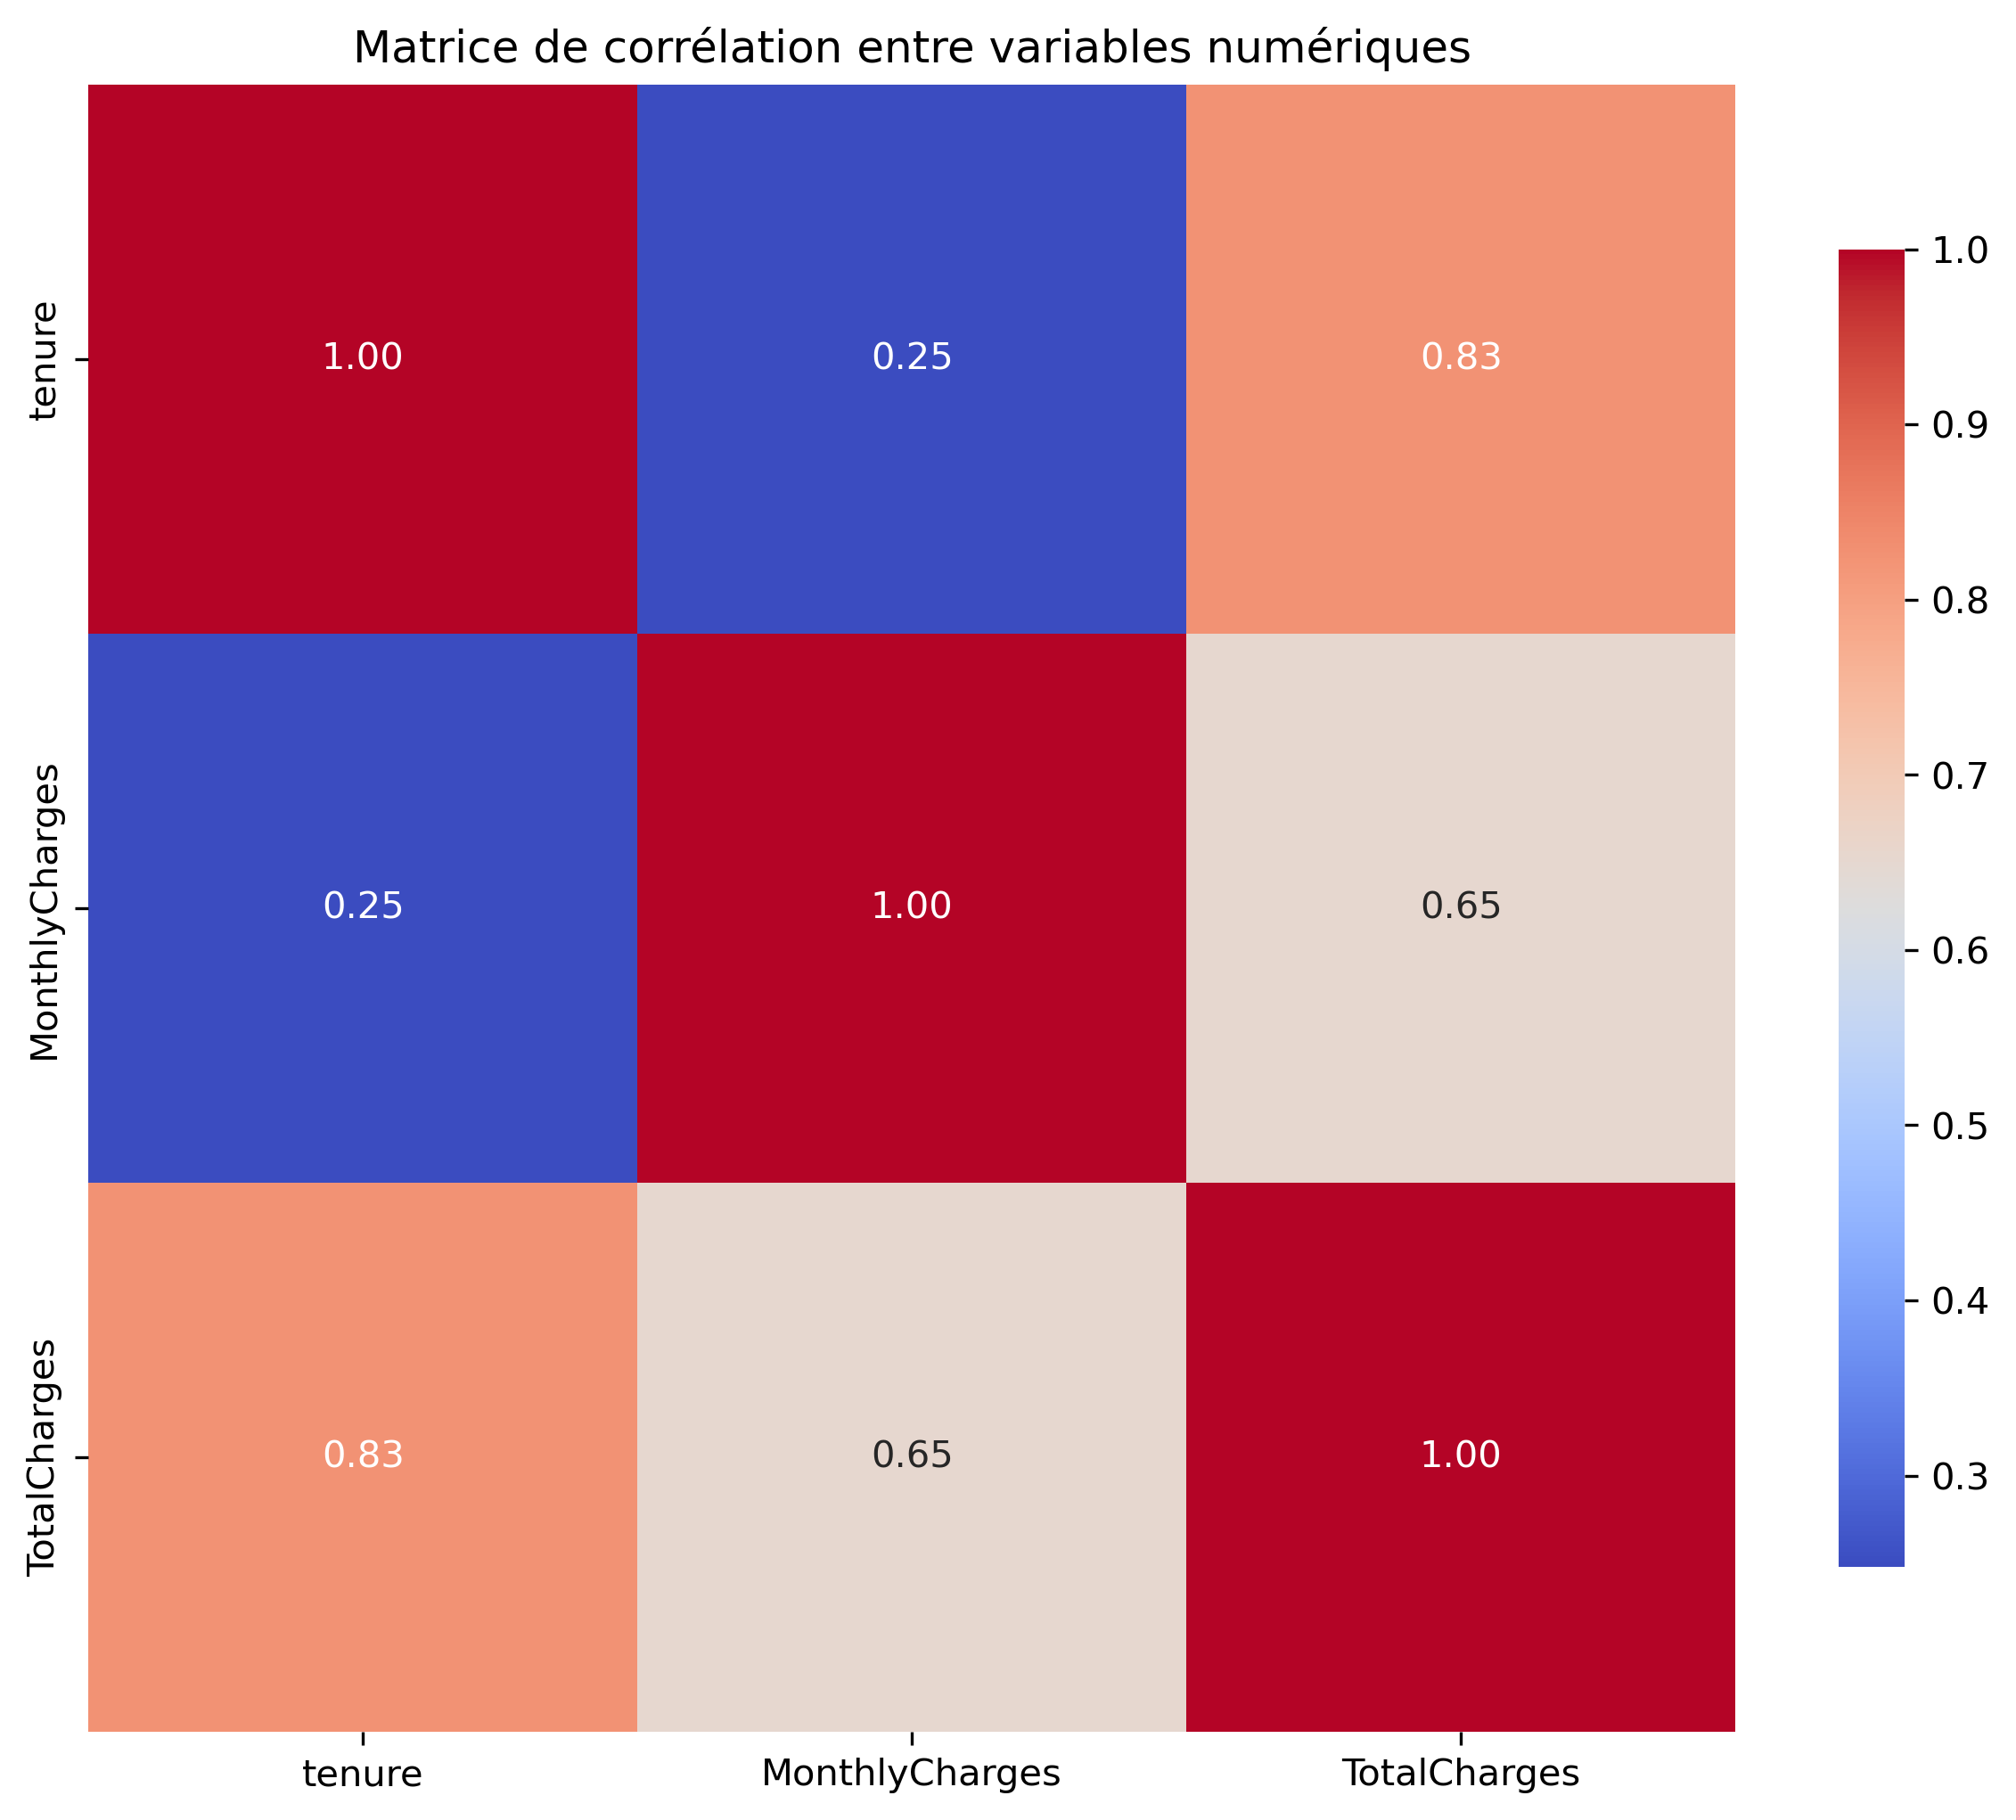 Matrice de corrélation entre variables numériques
tenure
1.00
0.25
0.83
MonthlyCharges
0.25
1.00
0.65
TotalCharges
0.83
0.65
1.00
tenure
MonthlyCharges
TotalCharges
1.0
0.9
0.8
0.7
0.6
0.5
0.4
0.3